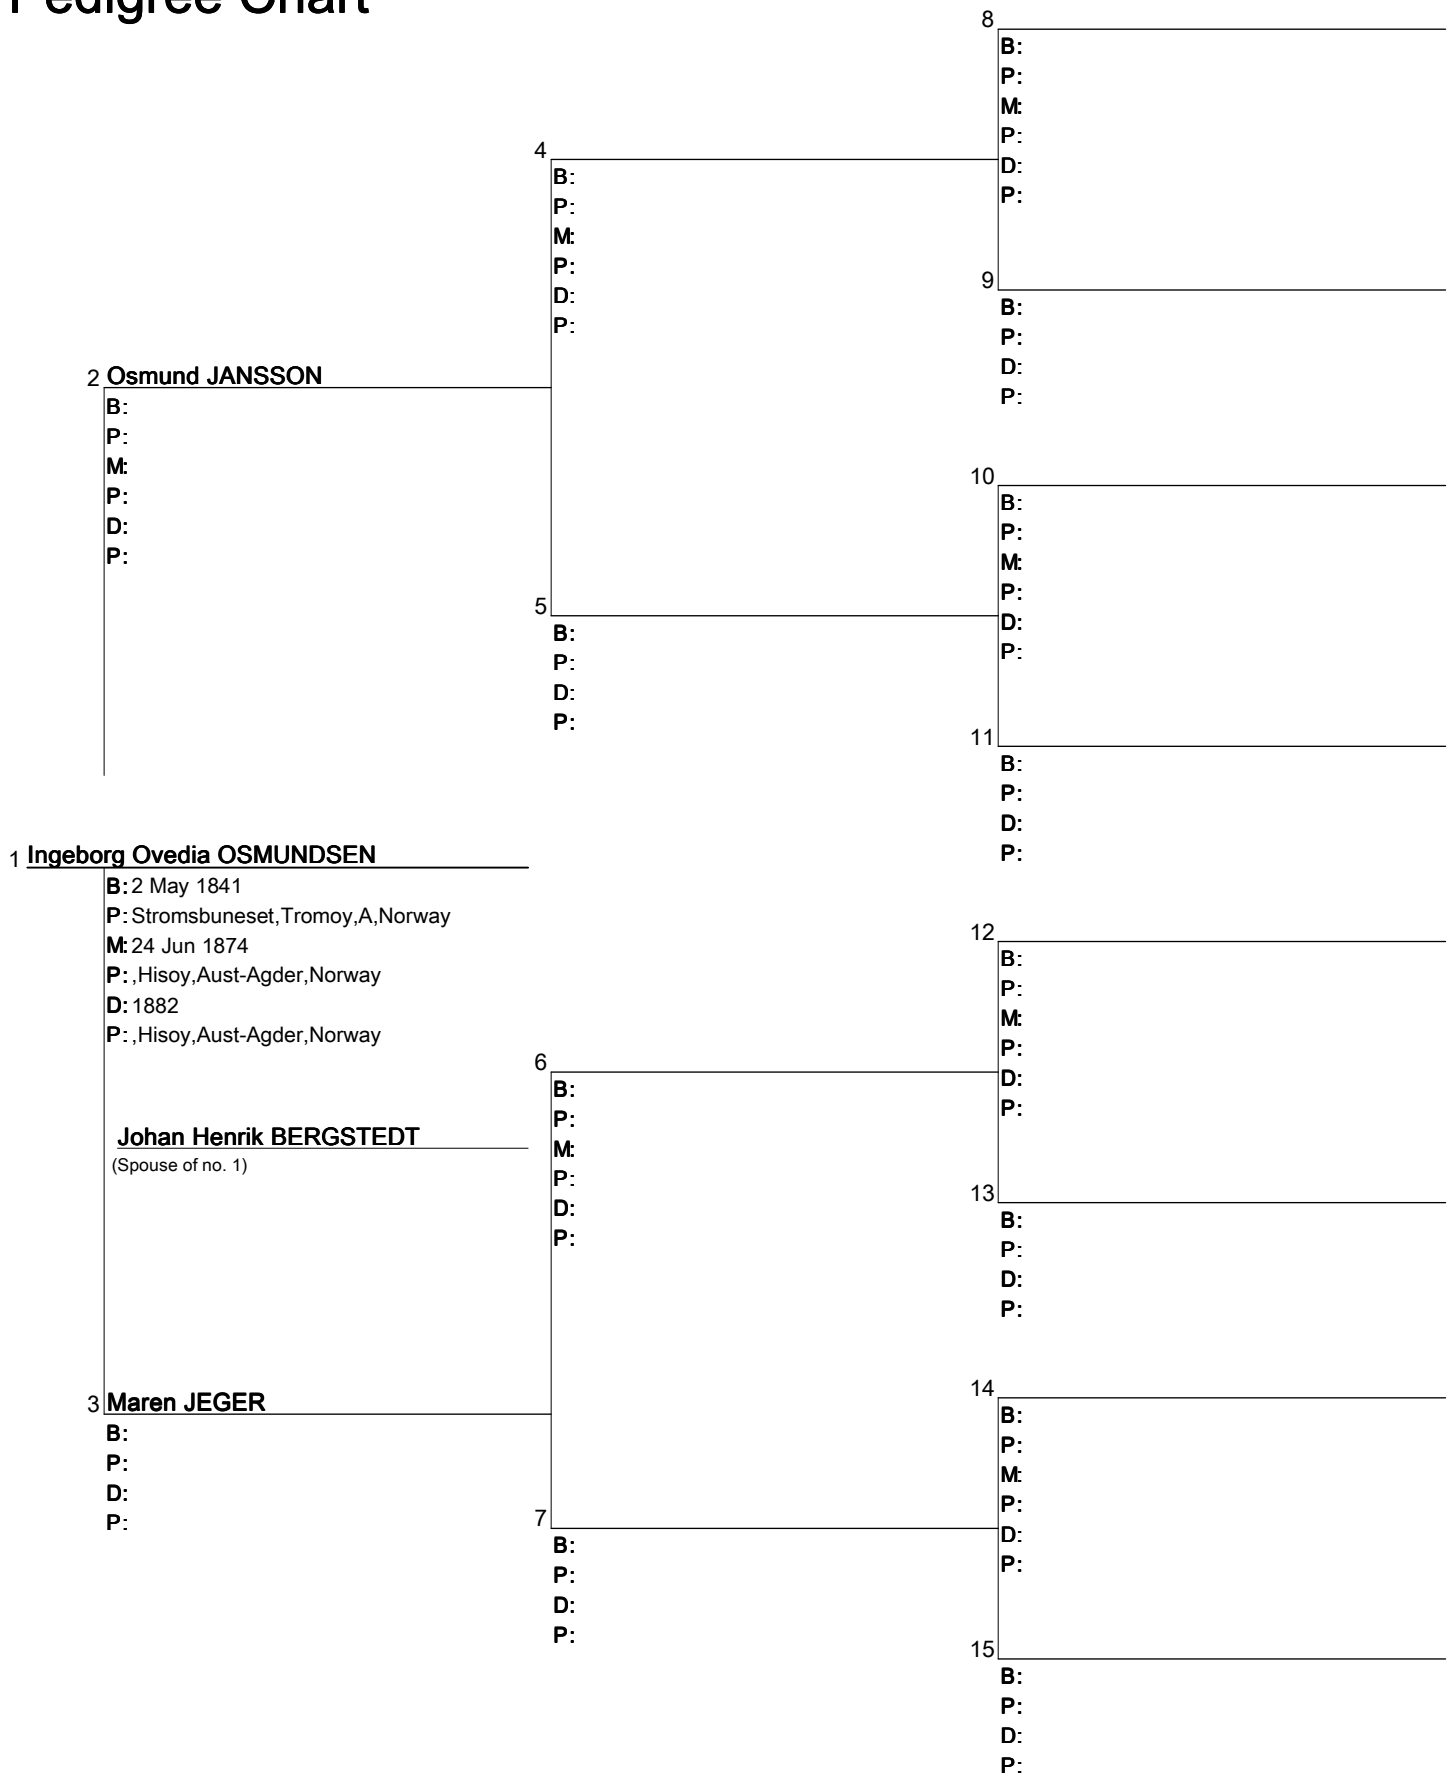 Pedigree Chart
8
B:
P:
M:
P:
D:
P:
4
B:
P:
M:
P:
D:
P:
9
B:
P:
D:
P:
2 Osmund JANSSON
B:
P:
M:
P:
D:
P:
10
B:
P:
M:
P:
D:
P:
5
B:
P:
D:
P:
11
B:
P:
D:
P:
1 Ingeborg Ovedia OSMUNDSEN
B: 2 May 1841
P: Stromsbuneset,Tromoy,A,Norway
M: 24 Jun 1874
P: ,Hisoy,Aust-Agder,Norway
D: 1882
P: ,Hisoy,Aust-Agder,Norway
12
B:
P:
M:
P:
D:
P:
6
B:
P:
M:
P:
D:
P:
Johan Henrik BERGSTEDT
(Spouse of no. 1)
13
B:
P:
D:
P:
3 Maren JEGER
B:
P:
D:
P:
14
B:
P:
M:
P:
D:
P:
7
B:
P:
D:
P:
15
B:
P:
D:
P: